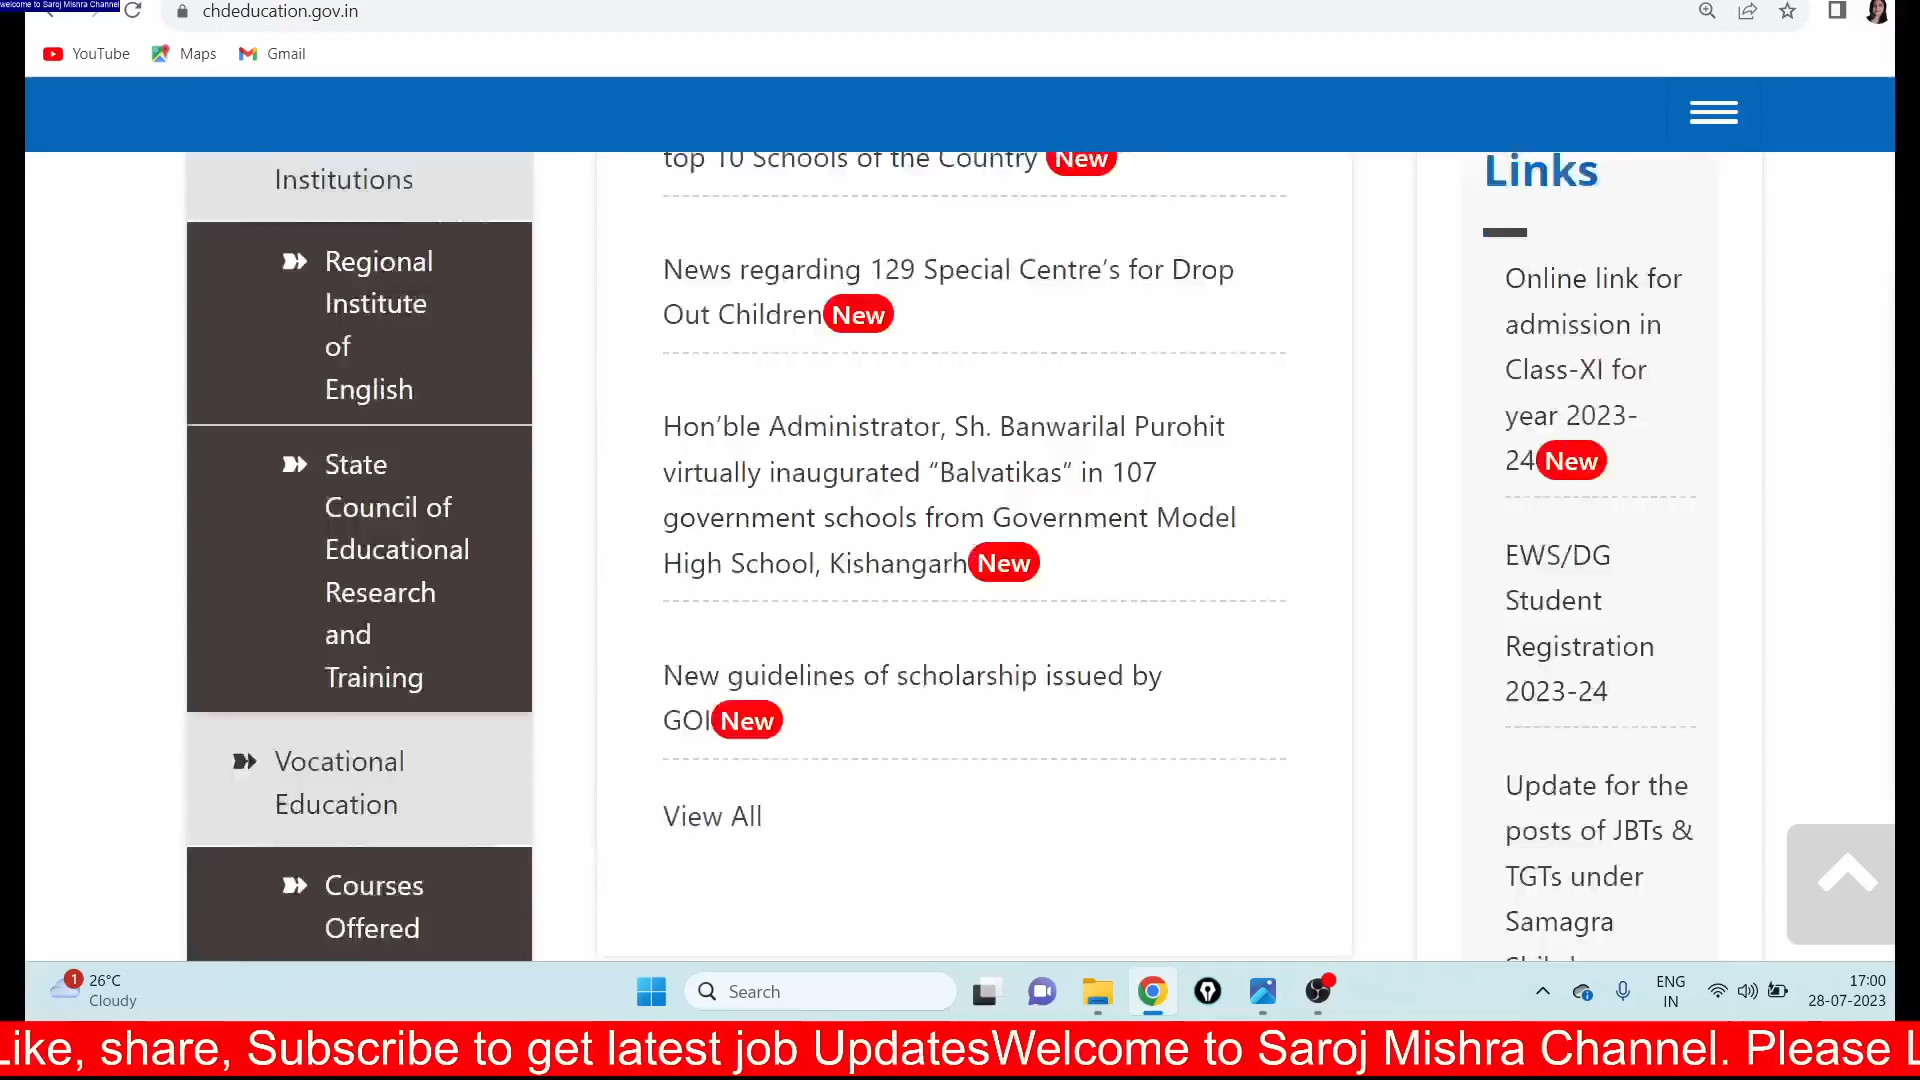 welcome to Saroj Mishra Channel
chdeducation.gov.in
YouTube
Maps
Gmail
Institutions
Regional
Institute
of
English
State
Council of
Educational
Research
and
Training
Vocational
Education
Courses
Offered
top 10 Schools of the Country New
News regarding 129 Special Centre’s for Drop
Out Children New
Hon’ble Administrator, Sh. Banwarilal Purohit
virtually inaugurated “Balvatikas” in 107
government schools from Government Model
High School, Kishangarh New
New guidelines of scholarship issued by
GOI New
View All
Links
Online link for
admission in
Class-XI for
year 2023-
24 New
EWS/DG
Student
Registration
2023-24
Update for the
posts of JBTs &
TGTs under
Samagra
1
26°C
Cloudy
Search
ENG
IN
17:00
28-07-2023
Like, share, Subscribe to get latest job UpdatesWelcome to Saroj Mishra Channel. Please L